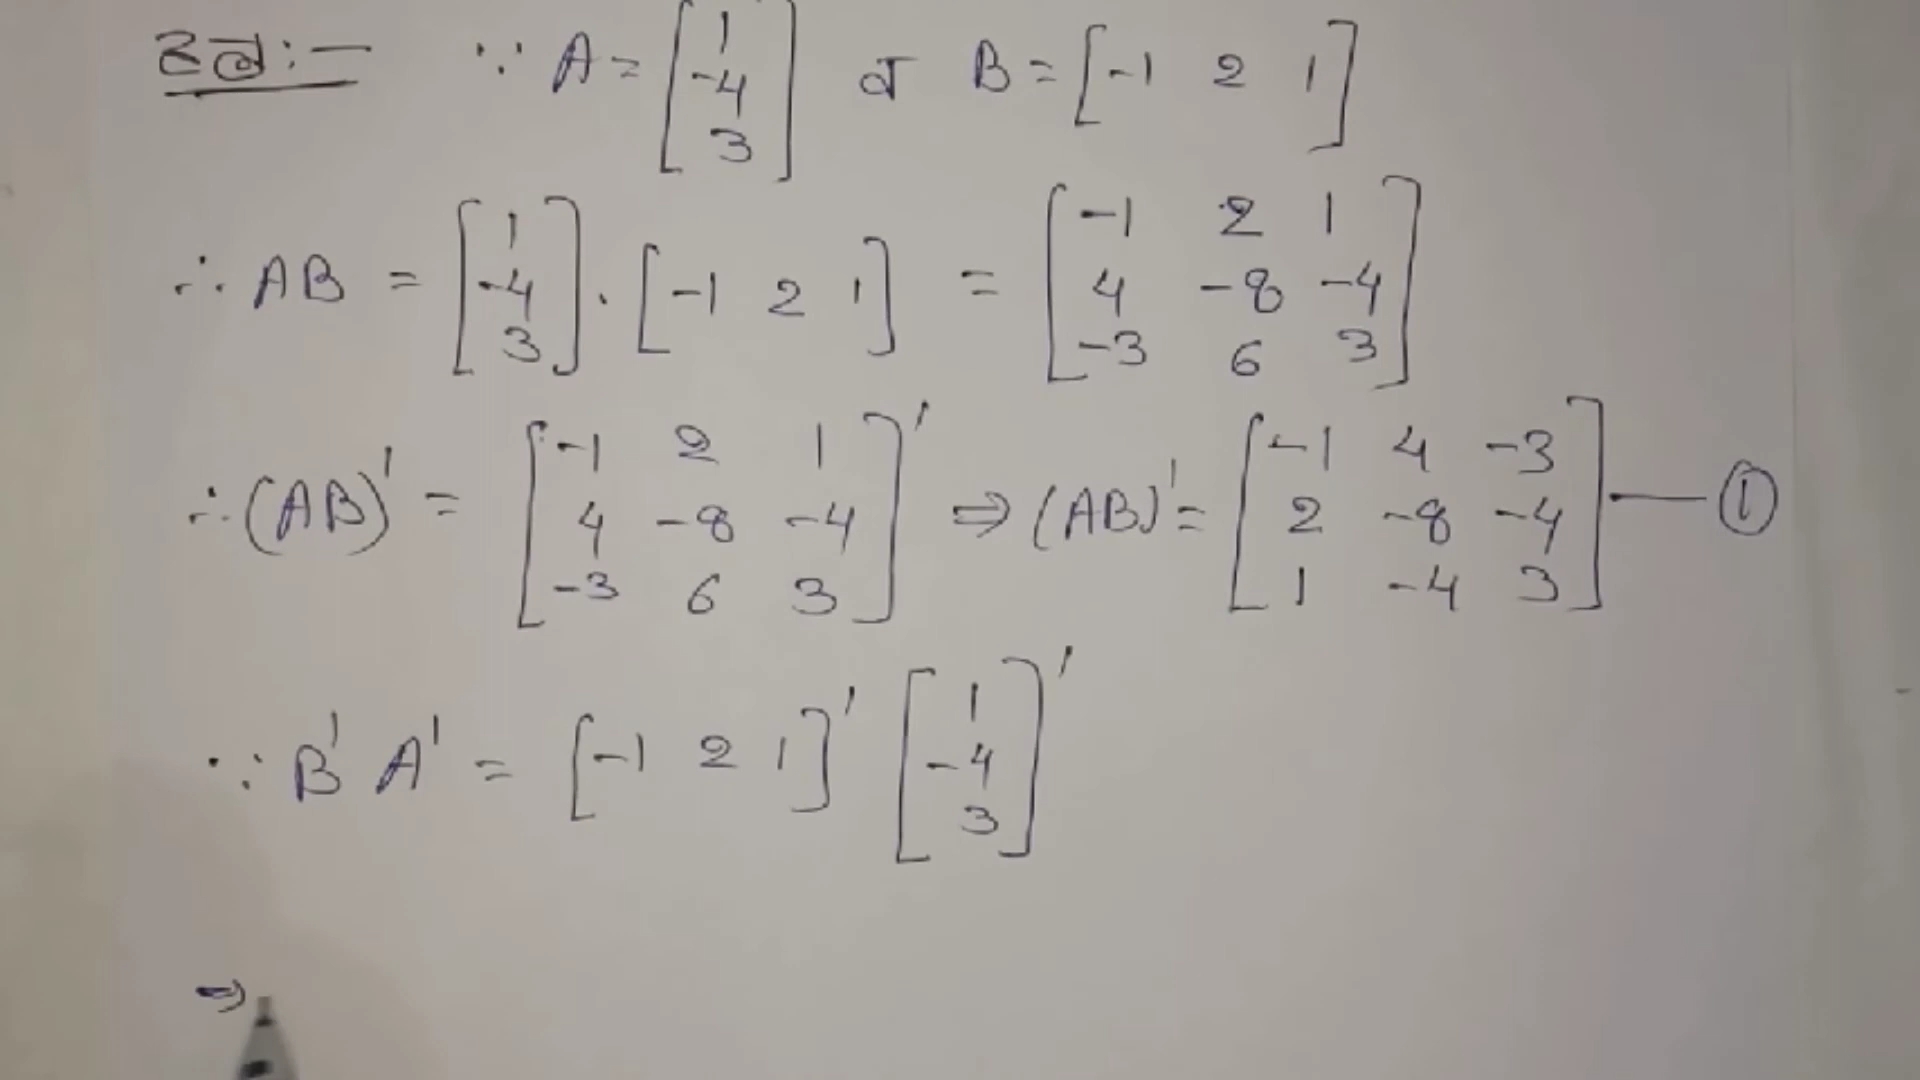 हल:- ∵ A = [1 -4 3] व B = [-1 2 1]
∴ AB = [1 -4 3] . [-1 2 1] = [-1 2 1 4 -8 -4 -3 6 3]
∴ (AB)' = [-1 2 1 4 -8 -4 -3 6 3]' ⇒ (AB)' = [-1 4 -3 2 -8 -4 1 -4 3] — ①
∵ B' A' = [-1 2 1]' [1 -4 3]'
⇒